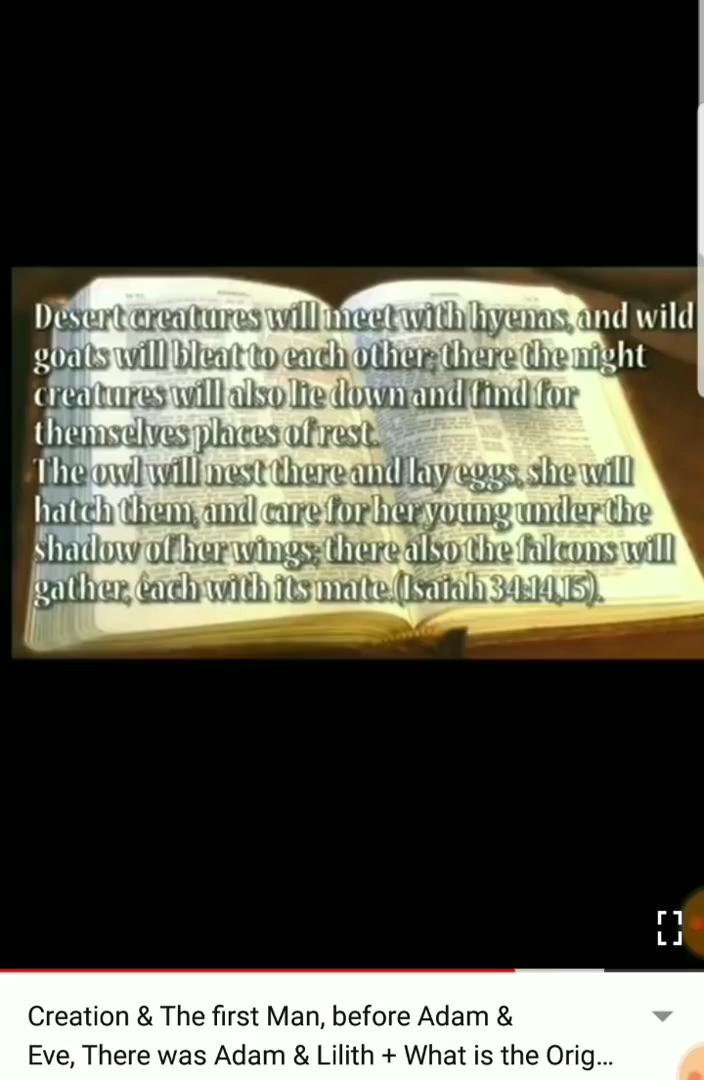 Desert creatures will meet with hyenas, and wild
goats will bleat to each other; there the night
creatures will also lie down and find for
themselves places of rest.
The owl will nest there and lay eggs, she will
hatch them, and care for her young under the
shadow of her wings; there also the falcons will
gather, each with its mate.(Isaiah 34:14,15).
Creation & The first Man, before Adam &
Eve, There was Adam & Lilith + What is the Orig...